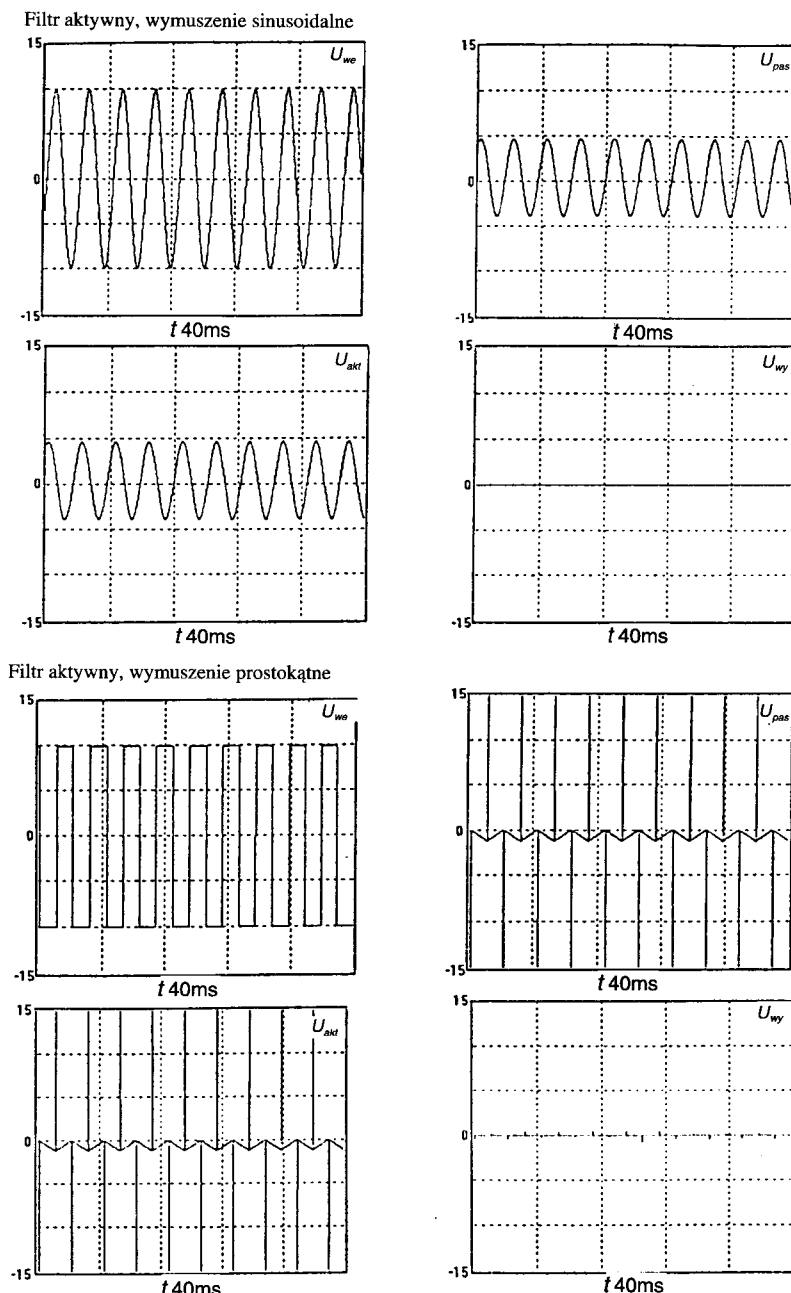 Filtr aktywny, wymuszenie sinusoidalne
15
U_we
0
-15
t 40ms
U_pas
15
0
-15
t 40ms
15
U_akt
0
-15
t 40ms
15
U_wy
0
-15
t 40ms
Filtr aktywny, wymuszenie prostokątne
15
U_we
0
-15
t 40ms
15
U_pas
0
-15
t 40ms
15
U_akt
0
-15
t 40ms
15
U_wy
0
-15
t 40ms